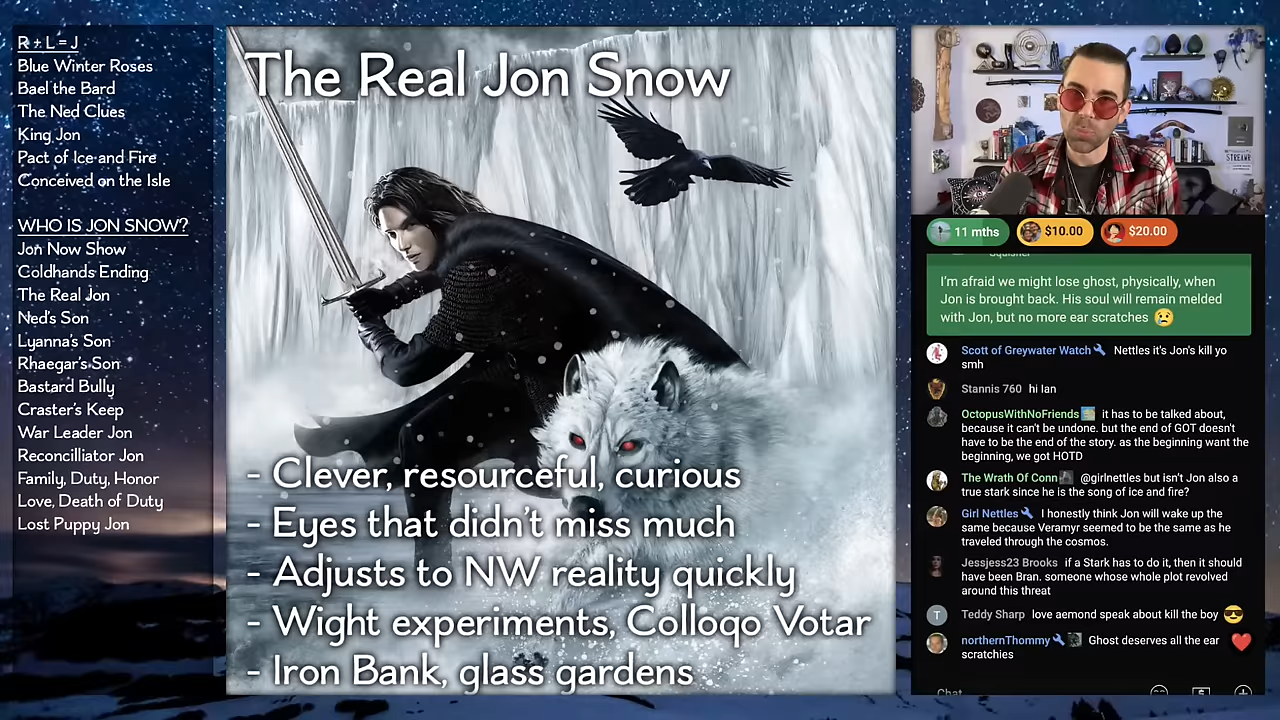 R + L = J
Blue Winter Roses
Bael the Bard
The Ned Clues
King Jon
Pact of Ice and Fire
Conceived on the Isle
WHO IS JON SNOW?
Jon Now Show
Coldhands Ending
The Real Jon
Ned's Son
Lyanna's Son
Rhaegar's Son
Bastard Bully
Craster's Keep
War Leader Jon
Reconcilliator Jon
Family, Duty, Honor
Love, Death of Duty
Lost Puppy Jon
The Real Jon Snow
- Clever, resourceful, curious
- Eyes that didn't miss much
- Adjusts to NW reality quickly
- Wight experiments, Colloqo Votar
- Iron Bank, glass gardens
STREAMR
11 mths
$10.00
$20.00
Squisher
I'm afraid we might lose ghost, physically, when
Jon is brought back. His soul will remain melded
with Jon, but no more ear scratches 😢
Scott of Greywater Watch Nettles it's Jon's kill yo
smh
Stannis 760 hi Ian
OctopusWithNoFriends it has to be talked about,
because it can't be undone. but the end of GOT doesn't
have to be the end of the story. as the beginning want the
beginning, we got HOTD
The Wrath Of Conn @girlnettles but isn't Jon also a
true stark since he is the song of ice and fire?
Girl Nettles I honestly think Jon will wake up the
same because Veramyr seemed to be the same as he
traveled through the cosmos.
Jessjess23 Brooks if a Stark has to do it, then it should
have been Bran. someone whose whole plot revolved
around this threat
T
Teddy Sharp love aemond speak about kill the boy 😎
northernThommy Ghost deserves all the ear
scratchies
Chat